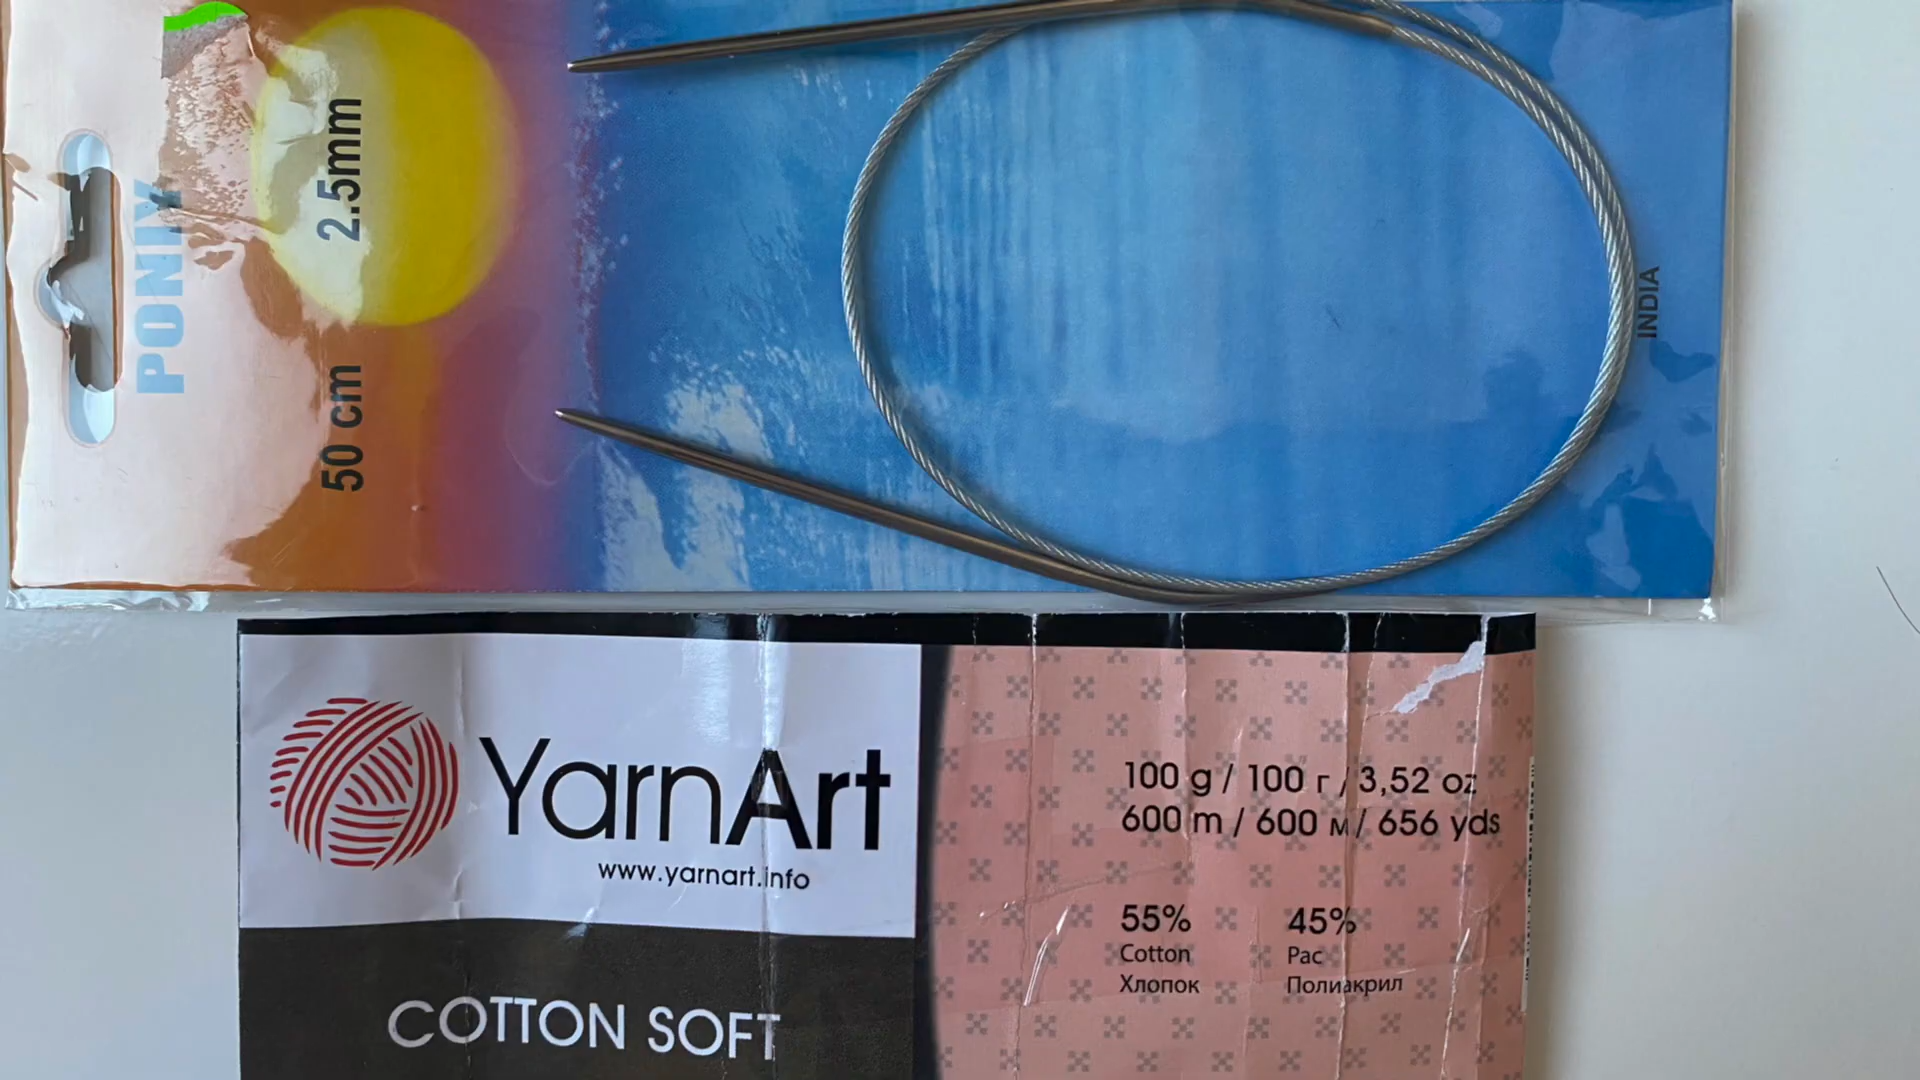 PONY
50 cm 2.5mm
INDIA
YarnArt
www.yarnart.info
COTTON SOFT
100 g / 100 г / 3,52 oz
600 m / 600 м / 656 yds
55% 45%
Cotton Pac
Хлопок Полиакрил